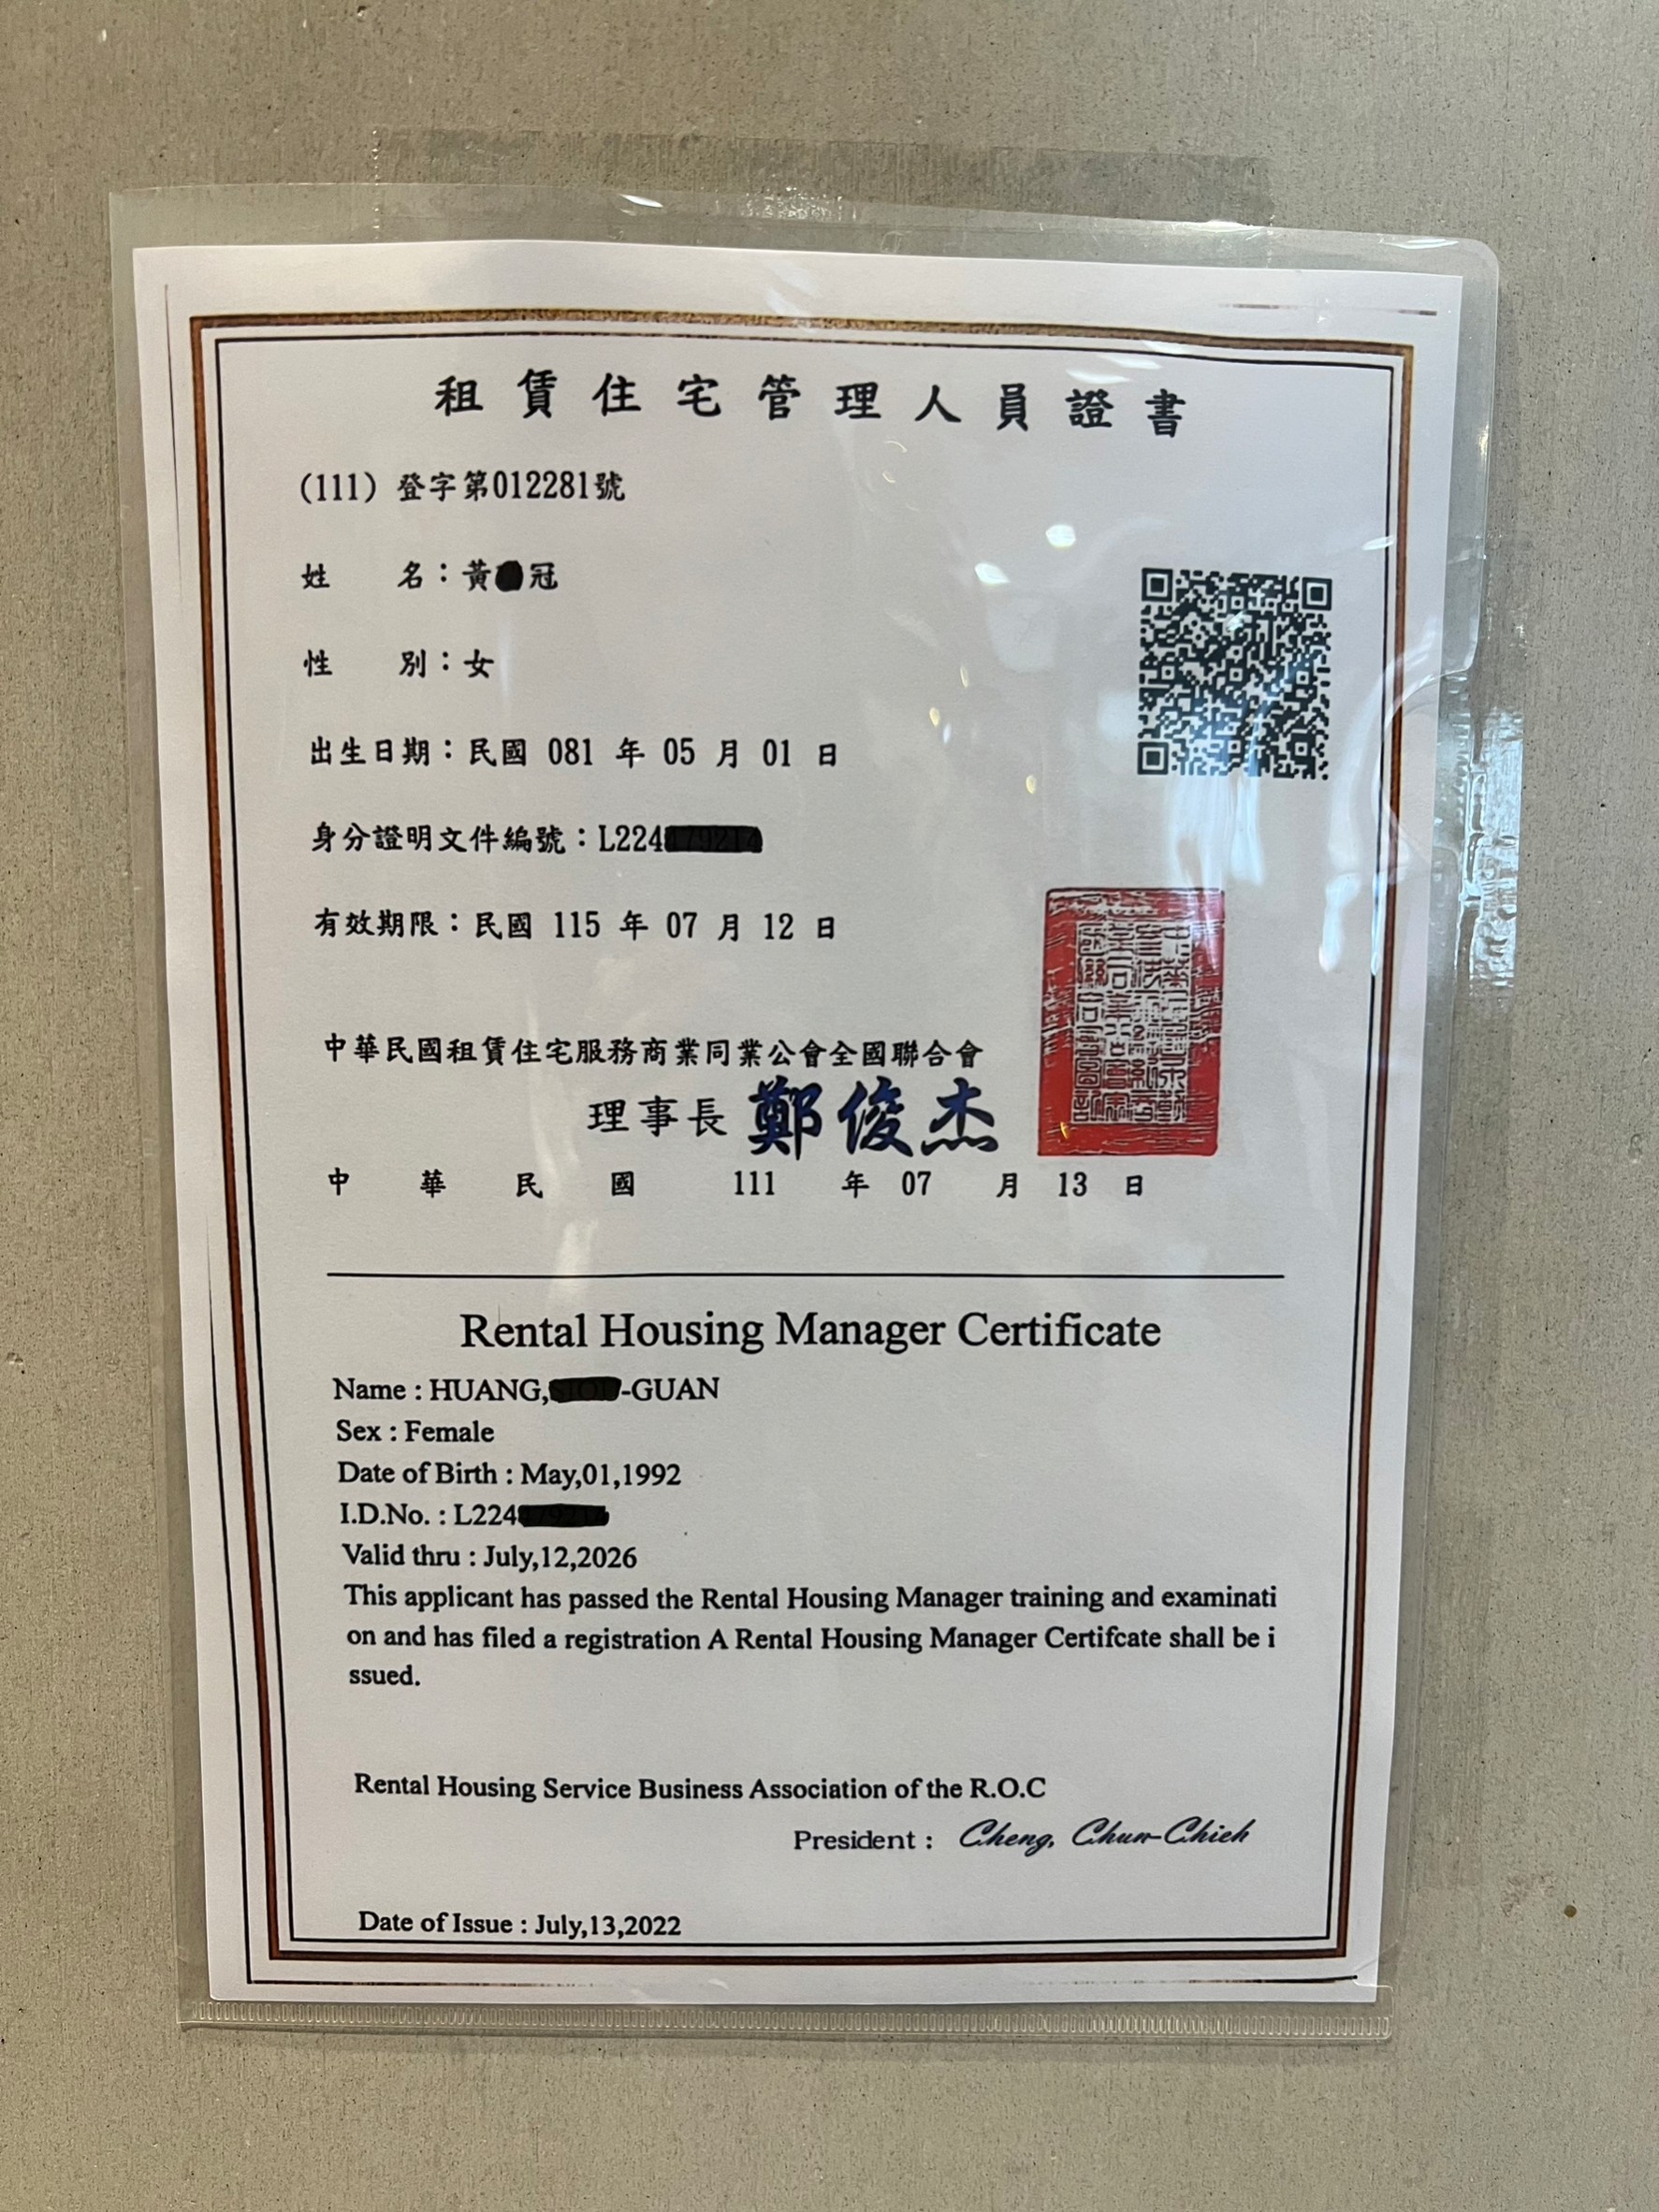 租賃住宅管理人員證書
(111) 登字第012281號
姓 名：黃 冠
性 別：女
出生日期：民國 081 年 05 月 01 日
身分證明文件編號：L224
有效期限：民國 115 年 07 月 12 日
中華民國租賃住宅服務商業同業公會全國聯合會
理事長 鄭俊杰
中 華 民 國 111 年 07 月 13 日
Rental Housing Manager Certificate
Name : HUANG, -GUAN
Sex : Female
Date of Birth : May,01,1992
I.D.No. : L224
Valid thru : July,12,2026
This applicant has passed the Rental Housing Manager training and examinati
on and has filed a registration A Rental Housing Manager Certifcate shall be i
ssued.
Rental Housing Service Business Association of the R.O.C
President : Cheng, Chun-Chieh
Date of Issue : July,13,2022